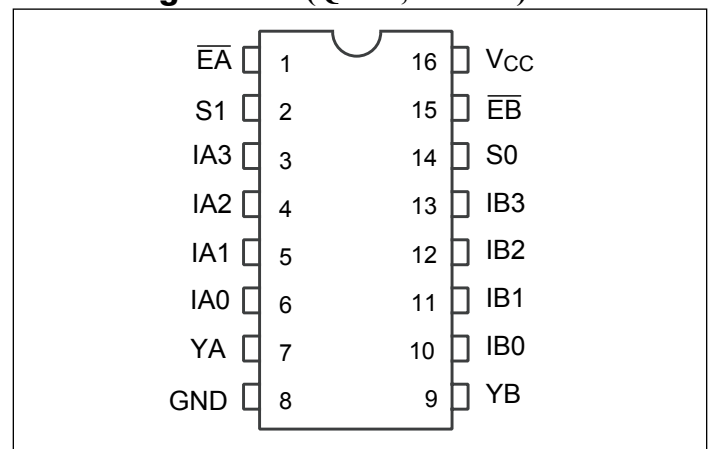 EA 1 16 VCC
S1 2 15 EB
IA3 3 14 S0
IA2 4 13 IB3
IA1 5 12 IB2
IA0 6 11 IB1
YA 7 10 IB0
GND 8 9 YB